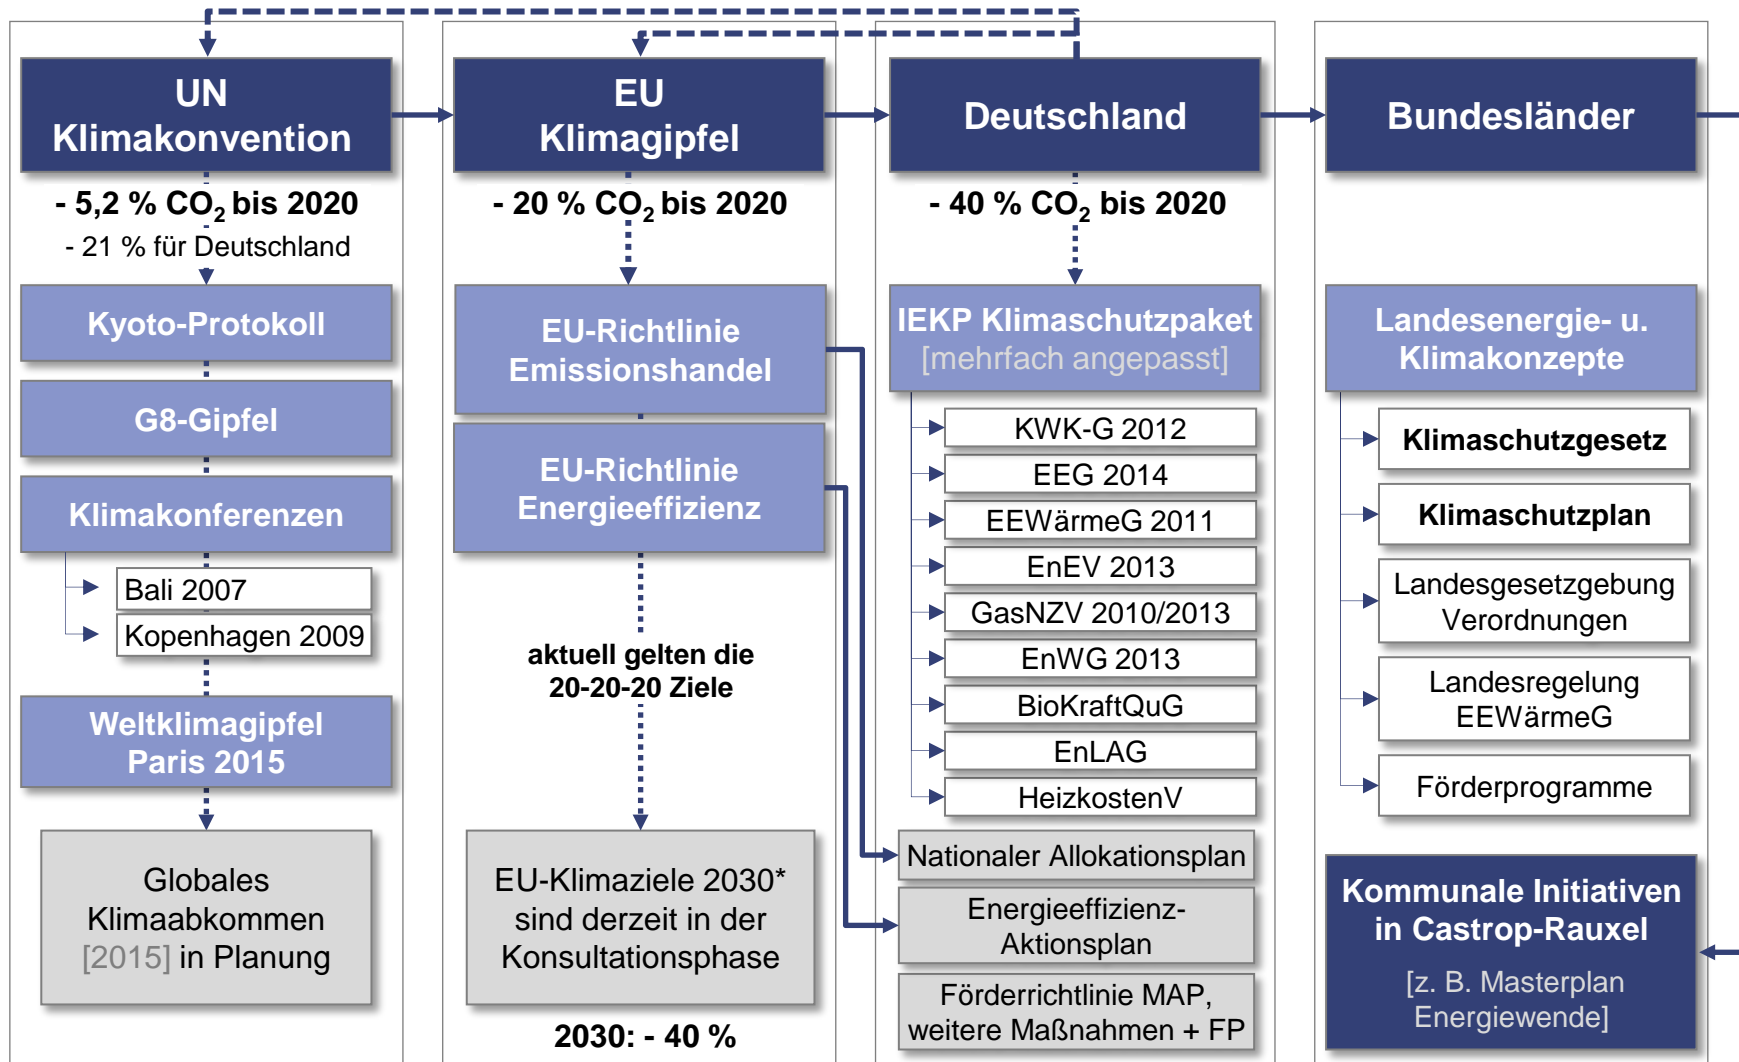 UN
Klimakonvention
- 5,2 % CO₂ bis 2020
- 21 % für Deutschland
Kyoto-Protokoll
G8-Gipfel
Klimakonferenzen
Bali 2007
Kopenhagen 2009
Weltklimagipfel
Paris 2015
Globales
Klimaabkommen
[2015] in Planung
EU
Klimagipfel
- 20 % CO₂ bis 2020
EU-Richtlinie
Emissionshandel
EU-Richtlinie
Energieeffizienz
aktuell gelten die
20-20-20 Ziele
EU-Klimaziele 2030*
sind derzeit in der
Konsultationsphase
2030: - 40 %
Deutschland
- 40 % CO₂ bis 2020
IEKP Klimaschutzpaket
[mehrfach angepasst]
KWK-G 2012
EEG 2014
EEWärmeG 2011
EnEV 2013
GasNZV 2010/2013
EnWG 2013
BioKraftQuG
EnLAG
HeizkostenV
Nationaler Allokationsplan
Energieeffizienz-
Aktionsplan
Förderrichtlinie MAP,
weitere Maßnahmen + FP
Bundesländer
Landesenergie- u.
Klimakonzepte
Klimaschutzgesetz
Klimaschutzplan
Landesgesetzgebung
Verordnungen
Landesregelung
EEWärmeG
Förderprogramme
Kommunale Initiativen
in Castrop-Rauxel
[z. B. Masterplan
Energiewende]